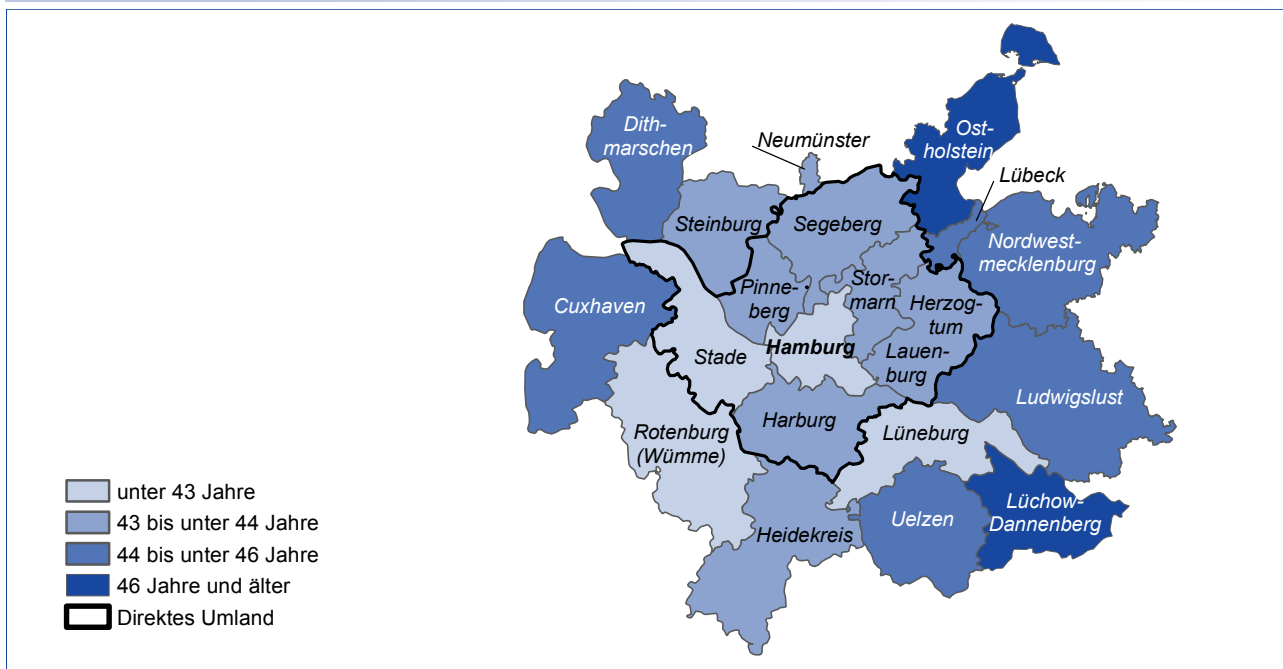 Dith-
marschen
Neumünster
Ost-
holstein
Lübeck
Steinburg
Segeberg
Nordwest-
mecklenburg
Pinne-
berg
Stor-
marn
Herzog-
tum
Lauen-
burg
Cuxhaven
Hamburg
Stade
Ludwigslust
Harburg
Lüneburg
Rotenburg
(Wümme)
Lüchow-
Dannenberg
Uelzen
Heidekreis
unter 43 Jahre
43 bis unter 44 Jahre
44 bis unter 46 Jahre
46 Jahre und älter
Direktes Umland